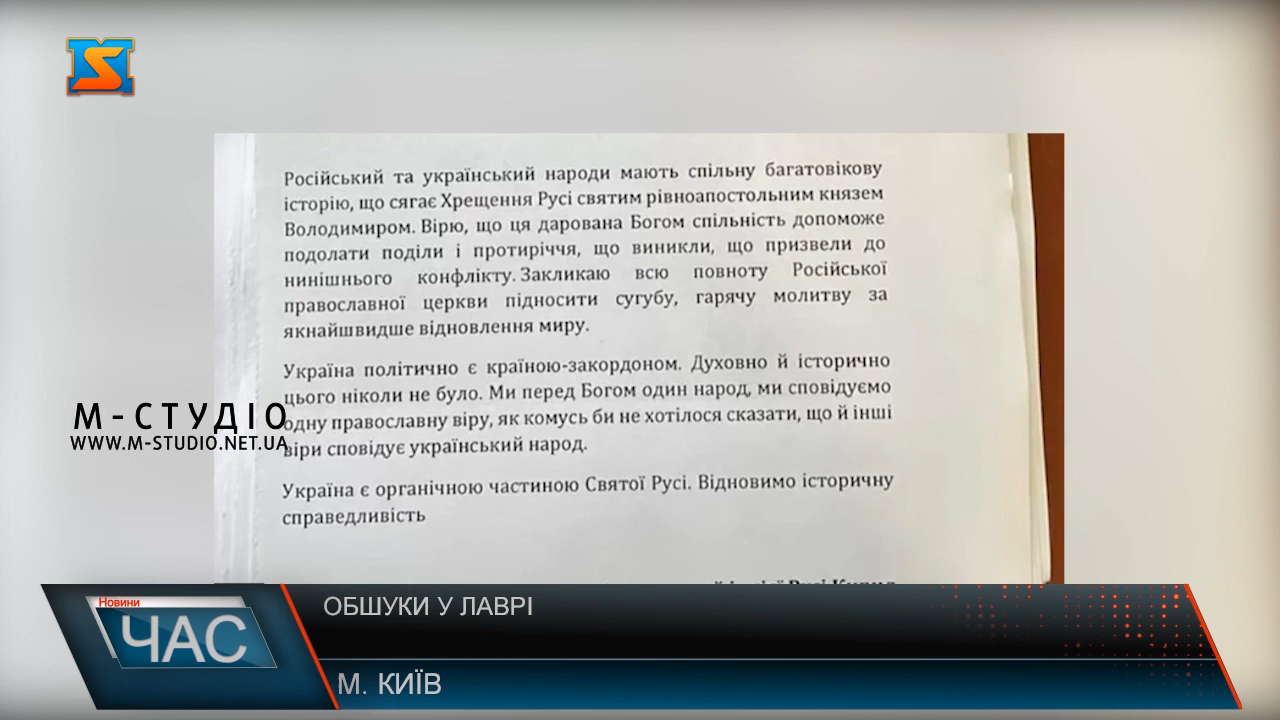 Російський та український народи мають спільну багатовікову
історію, що сягає Хрещення Русі святим рівноапостольним князем
Володимиром. Вірю, що ця дарована Богом спільність допоможе
подолати поділи і протиріччя, що виникли, що призвели до
нинішнього конфлікту. Закликаю всю повноту Російської
православної церкви підносити сугубу, гарячу молитву за
якнайшвидше відновлення миру.
Україна політично є країною-закордоном. Духовно й історично
цього ніколи не було. Ми перед Богом один народ, ми сповідуємо
одну православну віру, як комусь би не хотілося сказати, що й інші
віри сповідує український народ.
Україна є органічною частиною Святої Русі. Відновимо історичну
справедливість
М-СТУДІО
WWW.M-STUDIO.NET.UA
Новини
ЧАС
ОБШУКИ У ЛАВРІ
М. КИЇВ